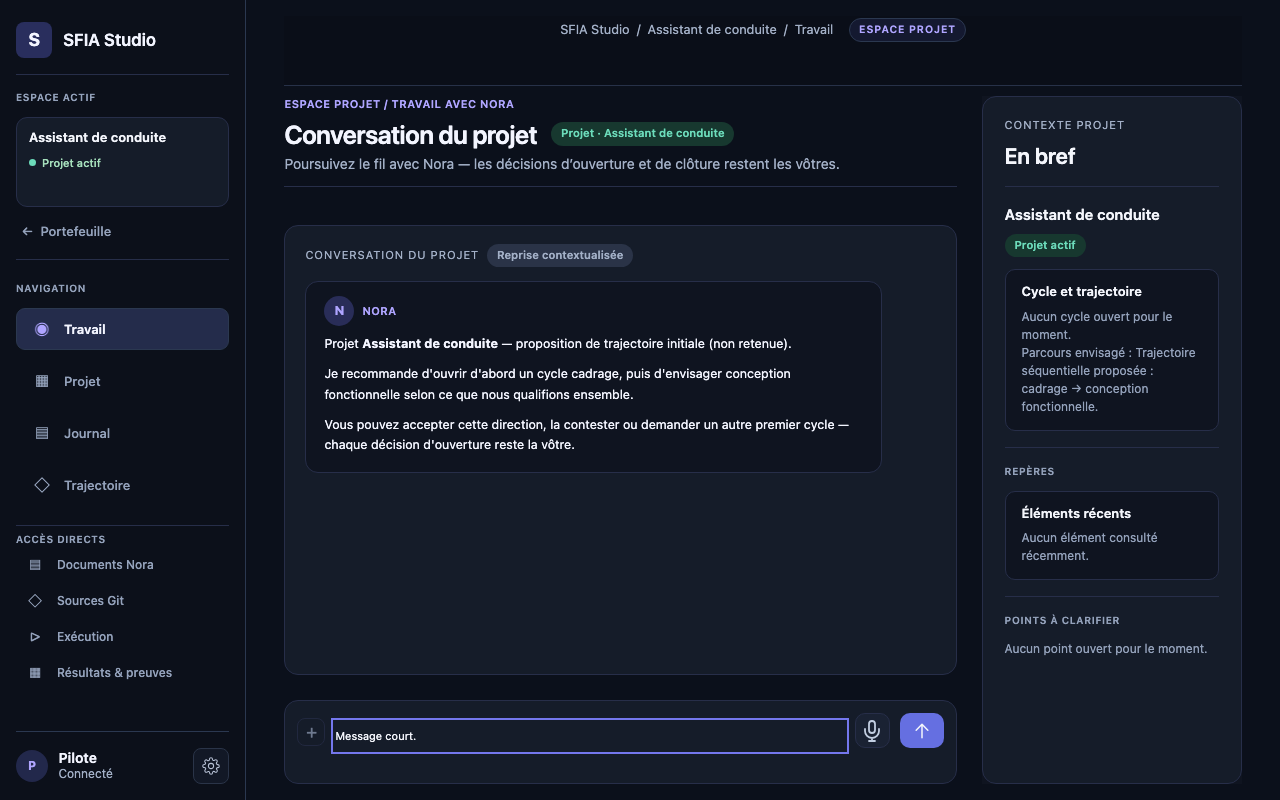 S SFIA Studio
ESPACE ACTIF
Assistant de conduite
Projet actif
← Portefeuille
NAVIGATION
Travail
Projet
Journal
Trajectoire
ACCÈS DIRECTS
Documents Nora
Sources Git
Exécution
Résultats & preuves
P Pilote
Connecté
SFIA Studio / Assistant de conduite / Travail ESPACE PROJET
ESPACE PROJET / TRAVAIL AVEC NORA
Conversation du projet Projet · Assistant de conduite
Poursuivez le fil avec Nora — les décisions d’ouverture et de clôture restent les vôtres.
CONVERSATION DU PROJET Reprise contextualisée
N NORA
Projet Assistant de conduite — proposition de trajectoire initiale (non retenue).
Je recommande d'ouvrir d'abord un cycle cadrage, puis d'envisager conception
fonctionnelle selon ce que nous qualifions ensemble.
Vous pouvez accepter cette direction, la contester ou demander un autre premier cycle —
chaque décision d'ouverture reste la vôtre.
+ Message court.
CONTEXTE PROJET
En bref
Assistant de conduite
Projet actif
Cycle et trajectoire
Aucun cycle ouvert pour le
moment.
Parcours envisagé : Trajectoire
séquentielle proposée :
cadrage → conception
fonctionnelle.
REPÈRES
Éléments récents
Aucun élément consulté
récemment.
POINTS À CLARIFIER
Aucun point ouvert pour le moment.